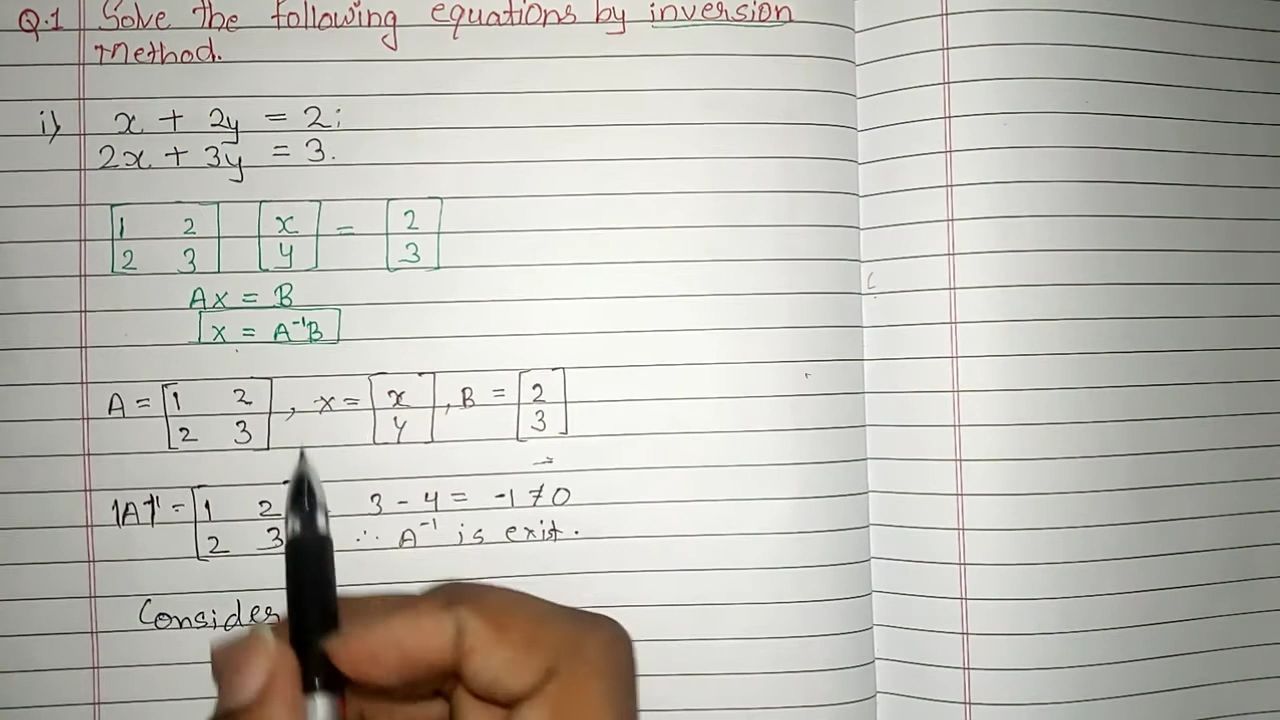 Q.1 Solve the following equations by inversion
method.
i) x + 2y = 2;
2x + 3y = 3.
[1 2 [x = [2
2 3] y] 3]
Ax = B
x = A⁻¹B
A = [1 2 , x = [x , B = [2
2 3] y] 3]
|A| = [1 2 3 - 4 = -1 ≠ 0
2 3 ∴ A⁻¹ is exist.
Consider